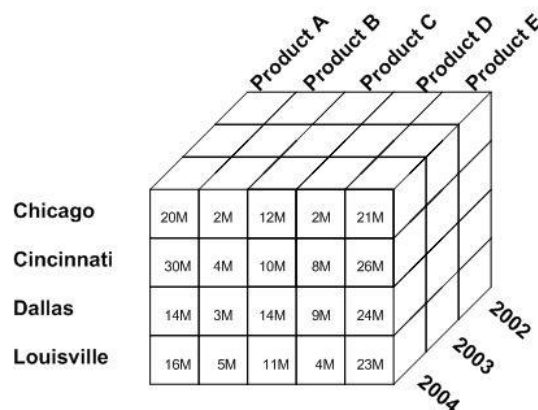 Product A
Product B
Product C
Product D
Product E
Chicago 20M 2M 12M 2M 21M
Cincinnati 30M 4M 10M 8M 26M
Dallas 14M 3M 14M 9M 24M
Louisville 16M 5M 11M 4M 23M
2002
2003
2004